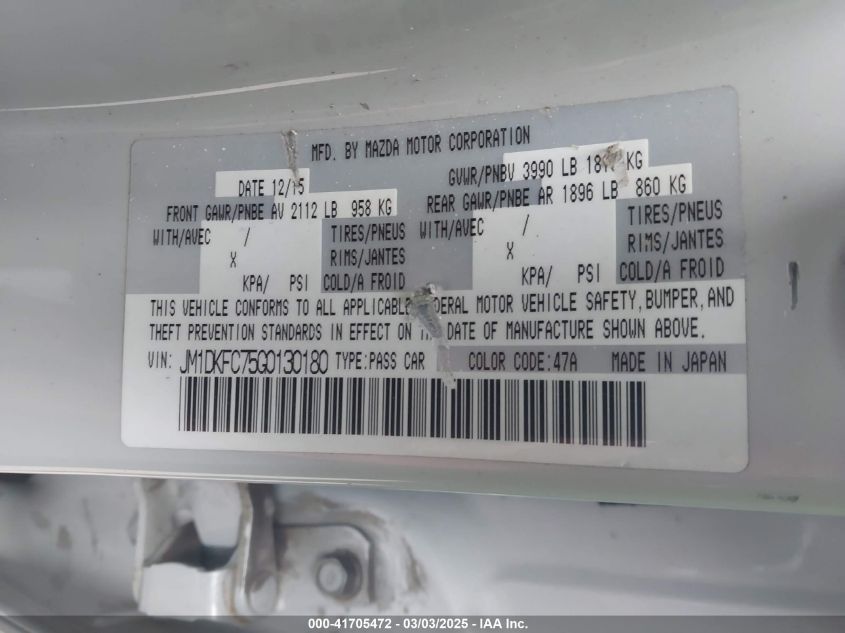 MFD. BY MAZDA MOTOR CORPORATION
DATE 12/15 GVWR/PNBV 3990 LB KG
FRONT GAWR/PNBE AV 2112 LB 958 KG REAR GAWR/PNBE AR 1896 LB 860 KG
WITH/AVEC / TIRES/PNEUS WITH/AVEC / TIRES/PNEUS
X RIMS/JANTES X RIMS/JANTES
KPA/ PSI COLD/A FROID KPA/ PSI COLD/A FROID
THIS VEHICLE CONFORMS TO ALL APPLICABLE FEDERAL MOTOR VEHICLE SAFETY, BUMPER, AND
THEFT PREVENTION STANDARDS IN EFFECT ON THE DATE OF MANUFACTURE SHOWN ABOVE.
VIN: JM1DKFC75G0130180 TYPE:PASS CAR COLOR CODE:47A MADE IN JAPAN
000-41705472 - 03/03/2025 - IAA Inc.